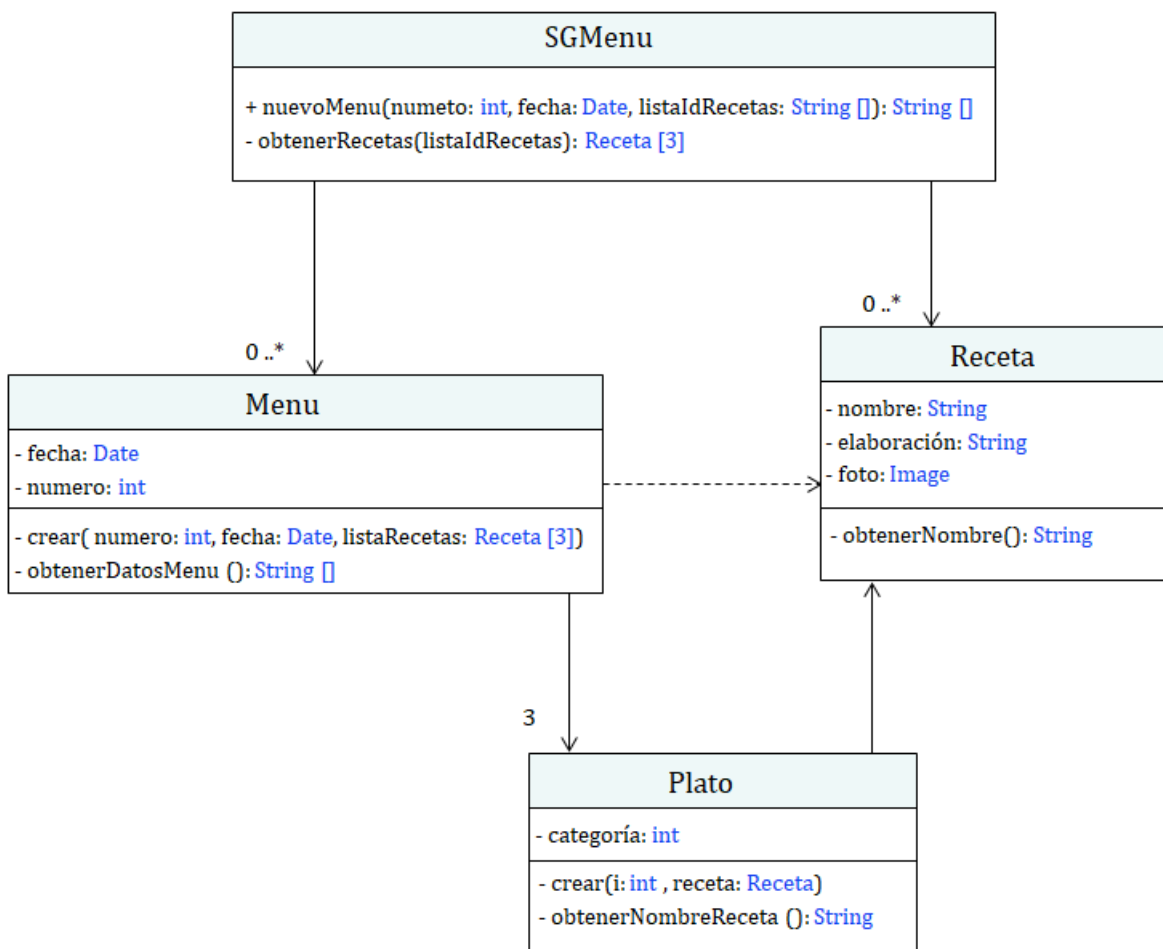 SGMenu
+ nuevoMenu(numeto: int, fecha: Date, listaIdRecetas: String []): String []
- obtenerRecetas(listaIdRecetas): Receta [3]
0 ..*
0 ..*
Receta
- nombre: String
- elaboración: String
- foto: Image
- obtenerNombre(): String
Menu
- fecha: Date
- numero: int
- crear( numero: int, fecha: Date, listaRecetas: Receta [3])
- obtenerDatosMenu (): String []
3
Plato
- categoría: int
- crear(i: int , receta: Receta)
- obtenerNombreReceta (): String